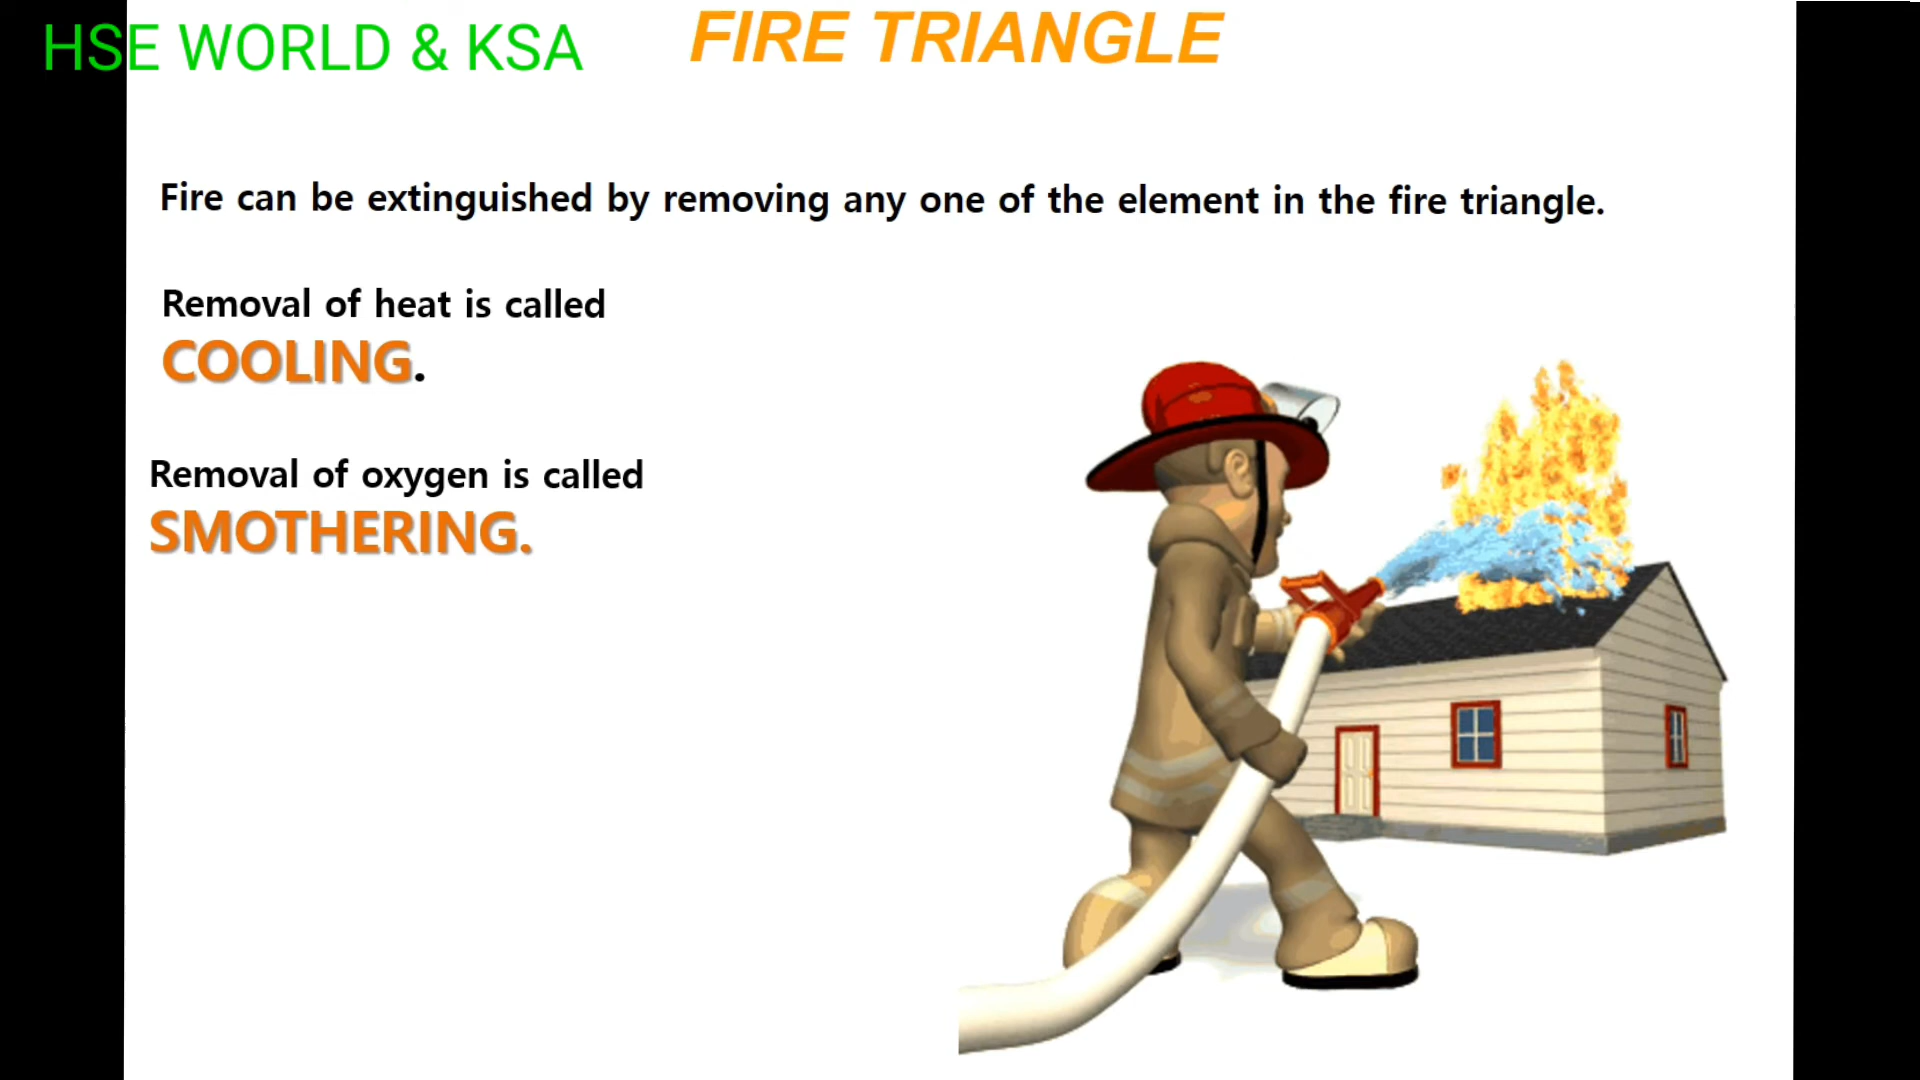 HSE WORLD & KSA
FIRE TRIANGLE
Fire can be extinguished by removing any one of the element in the fire triangle.
Removal of heat is called
COOLING.
Removal of oxygen is called
SMOTHERING.